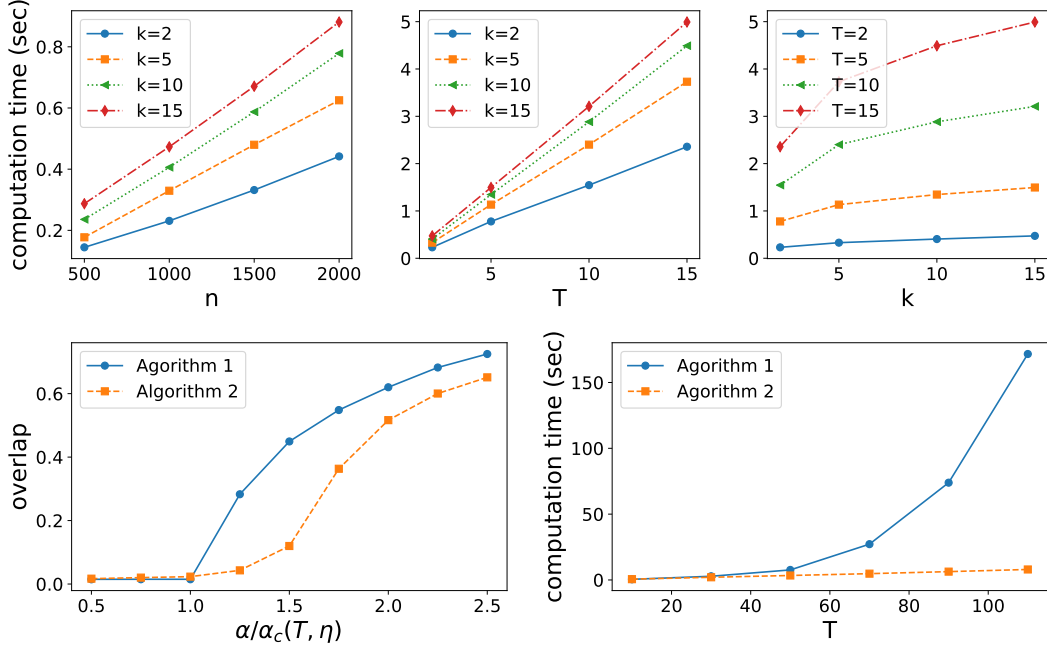 computation time (sec)
0.8
0.6
0.4
0.2
k=2
k=5
k=10
k=15
500 1000 1500 2000
n
5
4
3
2
1
0
k=2
k=5
k=10
k=15
5 10 15
T
5
4
3
2
1
0
T=2
T=5
T=10
T=15
5 10 15
k
overlap
0.6
0.4
0.2
0.0
Agorithm 1
Algorithm 2
0.5 1.0 1.5 2.0 2.5
α/α_c(T, η)
computation time (sec)
150
100
50
0
Agorithm 1
Agorithm 2
20 40 60 80 100
T